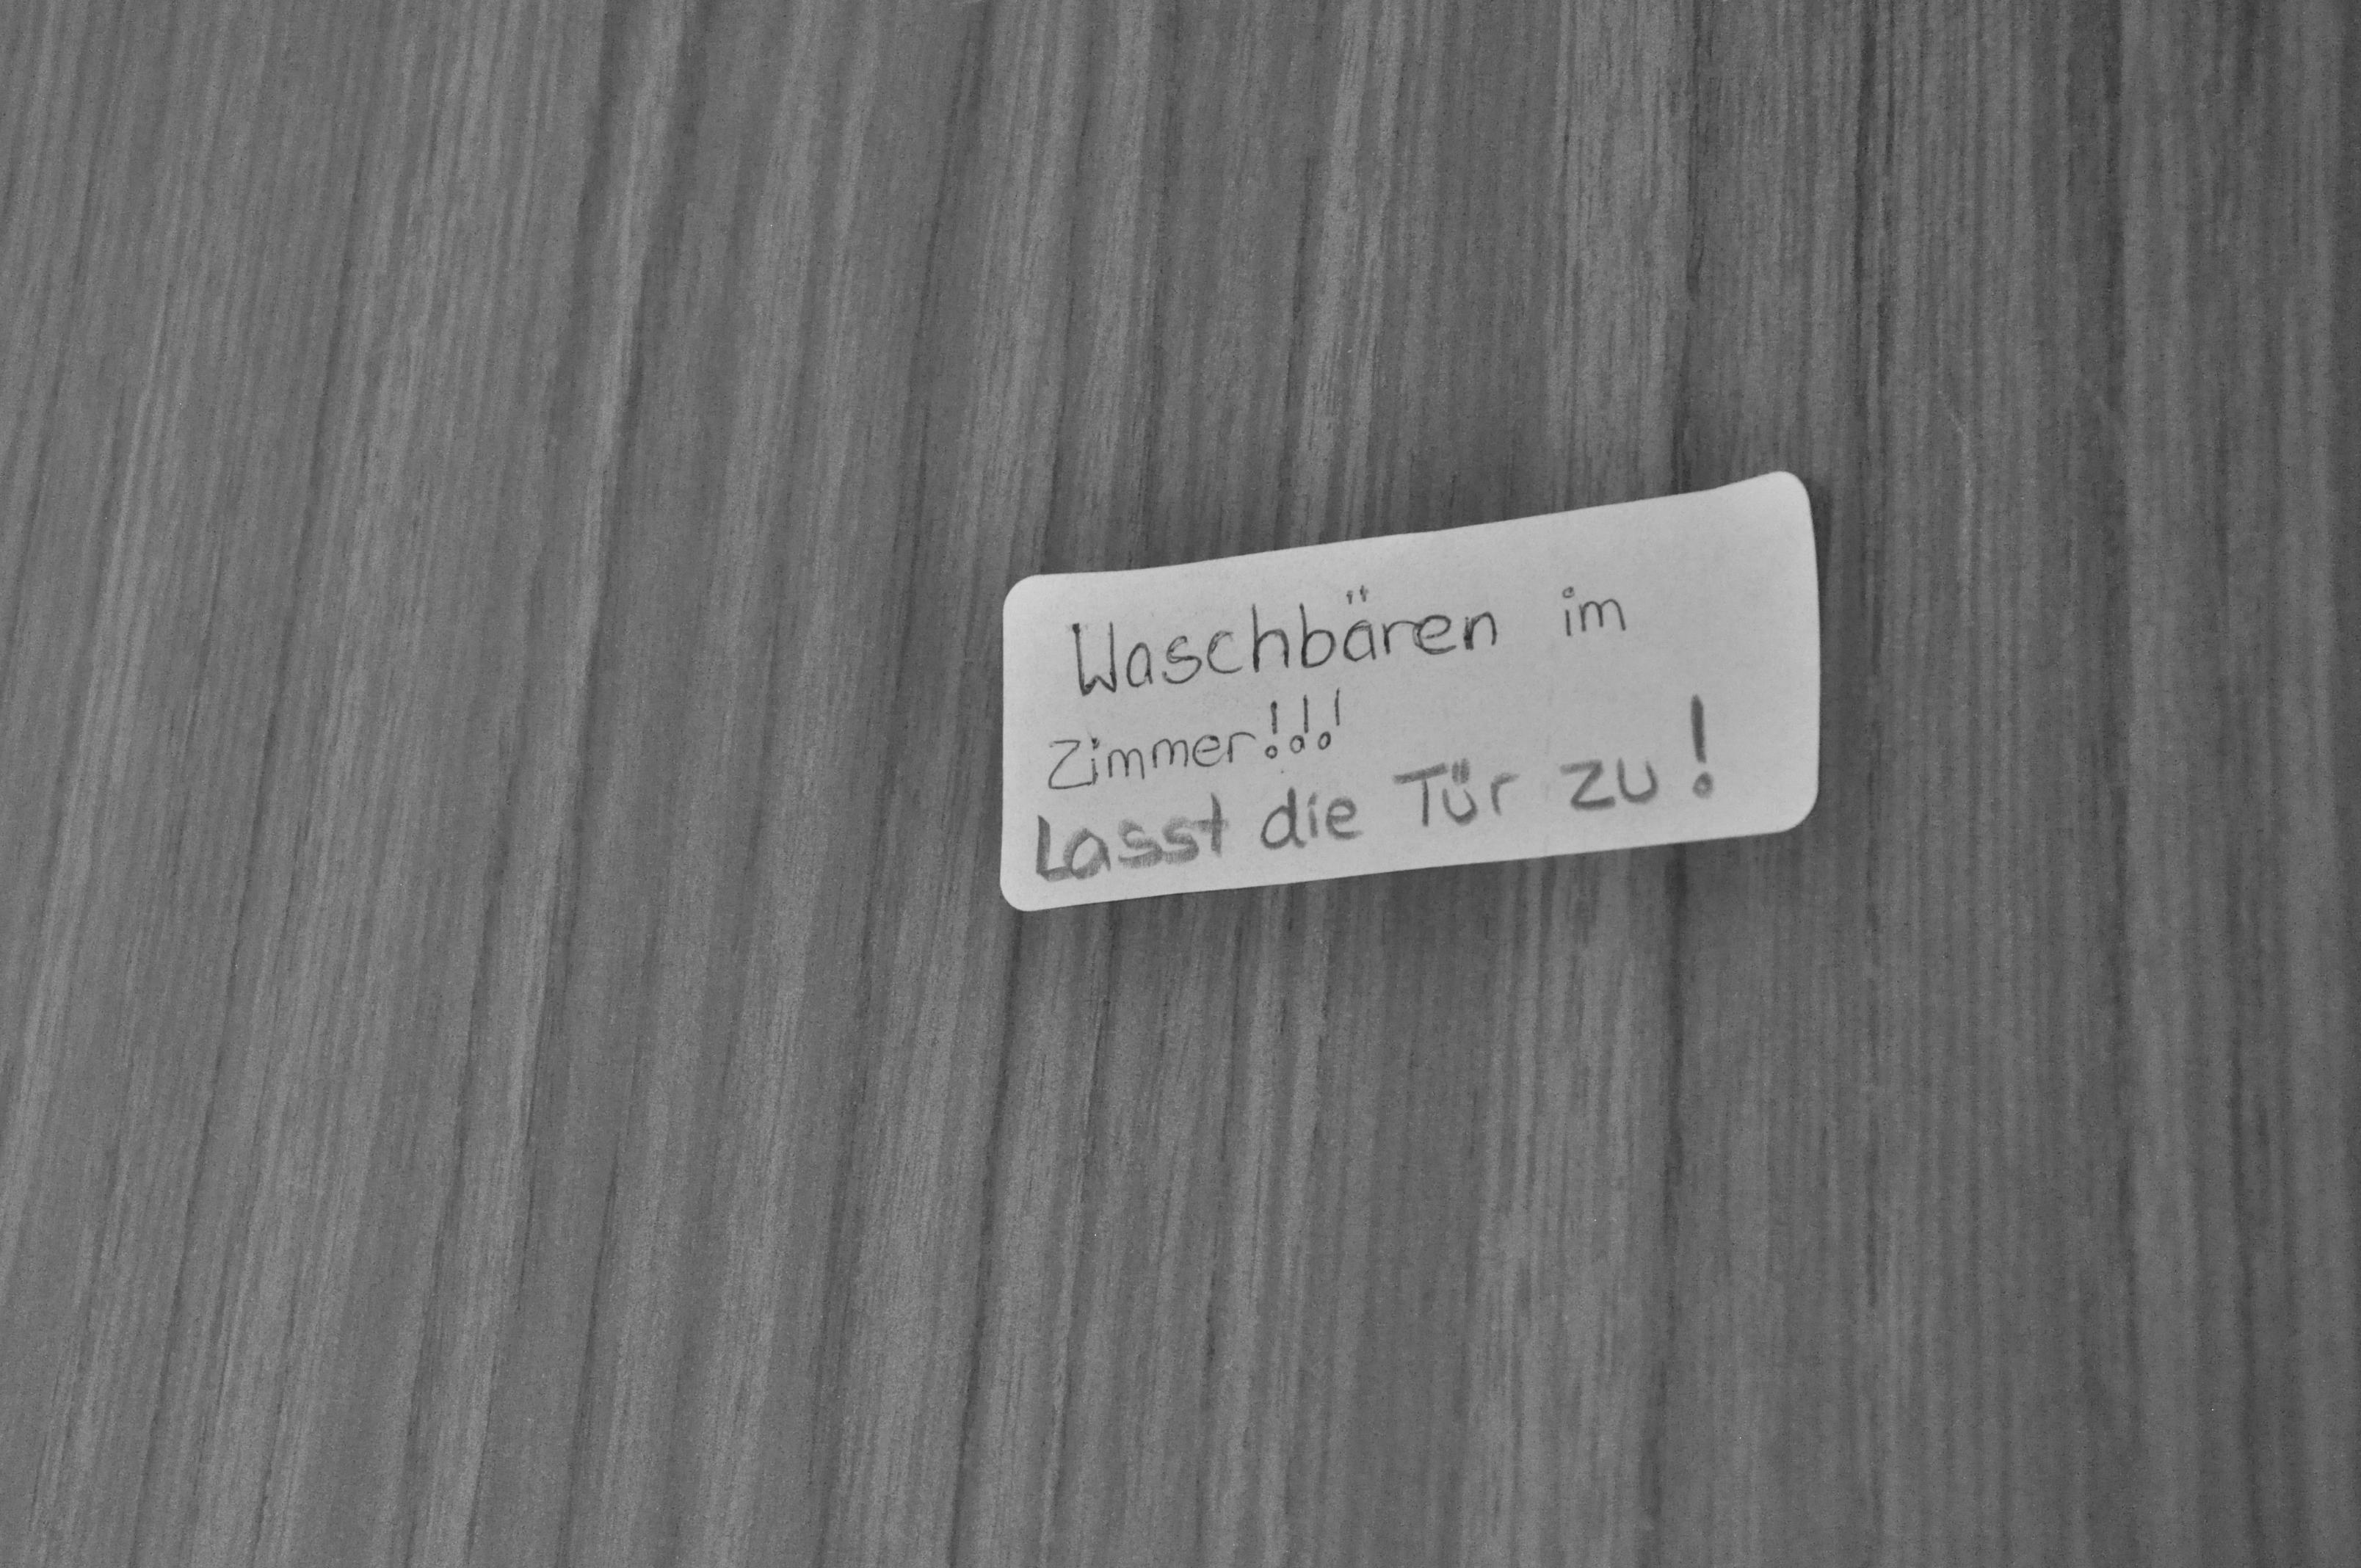 Waschbären im
Zimmer!!!
Lasst die Tür zu!